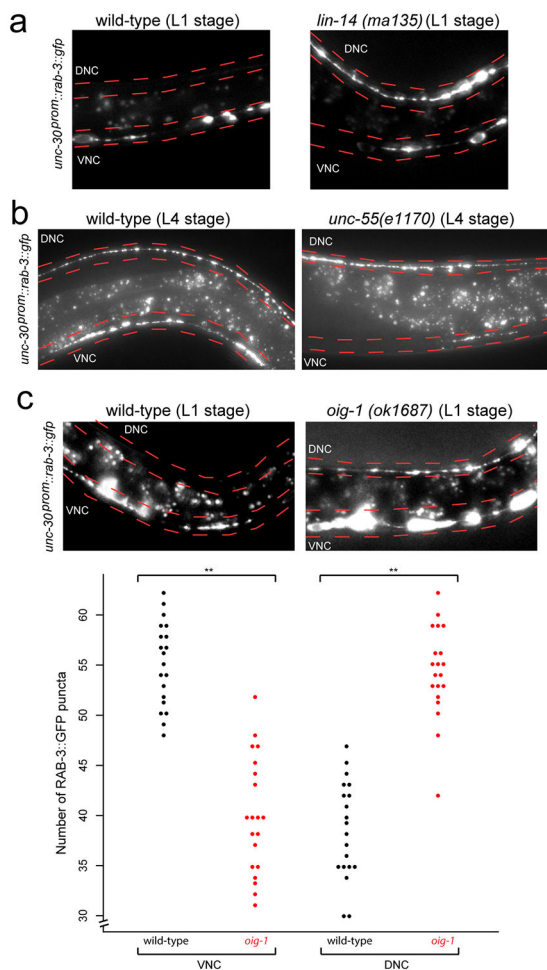 a
wild-type (L1 stage)
lin-14 (ma135) (L1 stage)
unc-30prom::rab-3::gfp
DNC
VNC
DNC
VNC
b
wild-type (L4 stage)
unc-55(e1170) (L4 stage)
unc-30prom::rab-3::gfp
DNC
VNC
DNC
VNC
c
wild-type (L1 stage)
oig-1 (ok1687) (L1 stage)
unc-30prom::rab-3::gfp
DNC
VNC
DNC
VNC
** **
Number of RAB-3::GFP puncta
60
55
50
45
40
35
30
wild-type oig-1 wild-type oig-1
VNC DNC